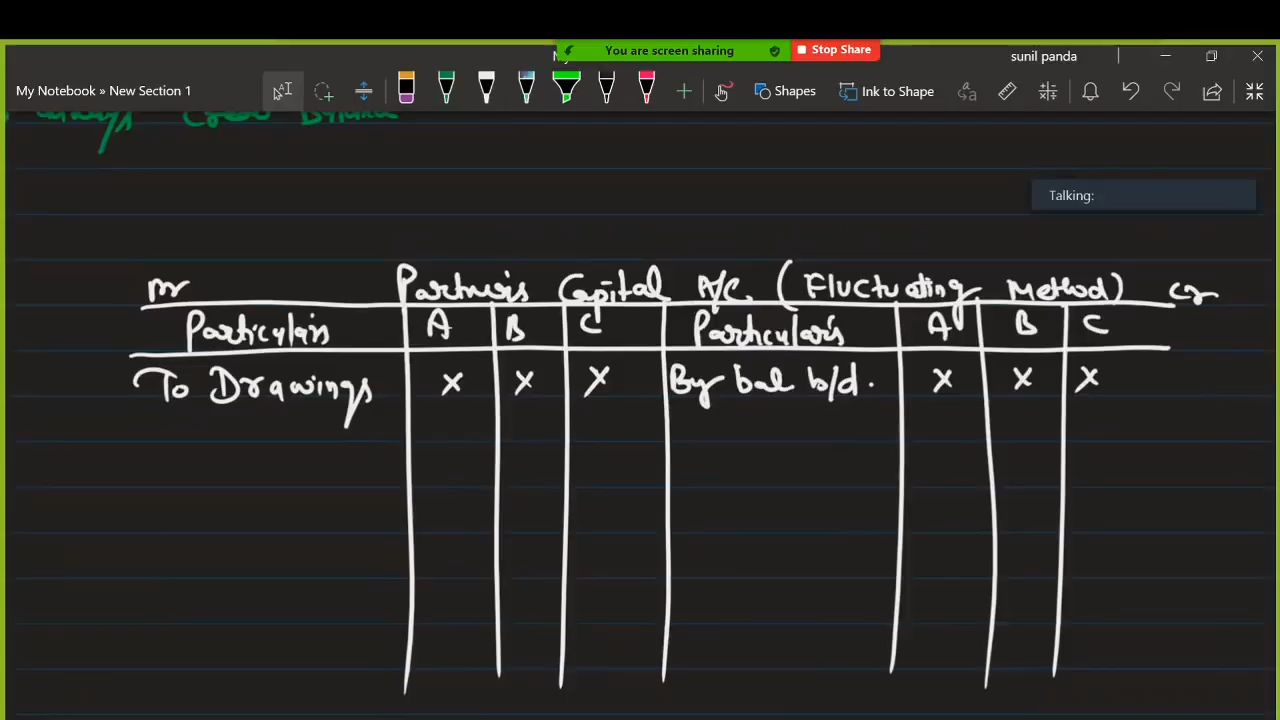 You are screen sharing
Stop Share
sunil panda
My Notebook » New Section 1
Shapes
Ink to Shape
Talking:
Partner's Capital A/C. (Fluctuating Method) cr
Particulars A B C Particulars A B C
To Drawings x x x By bal b/d. x x x